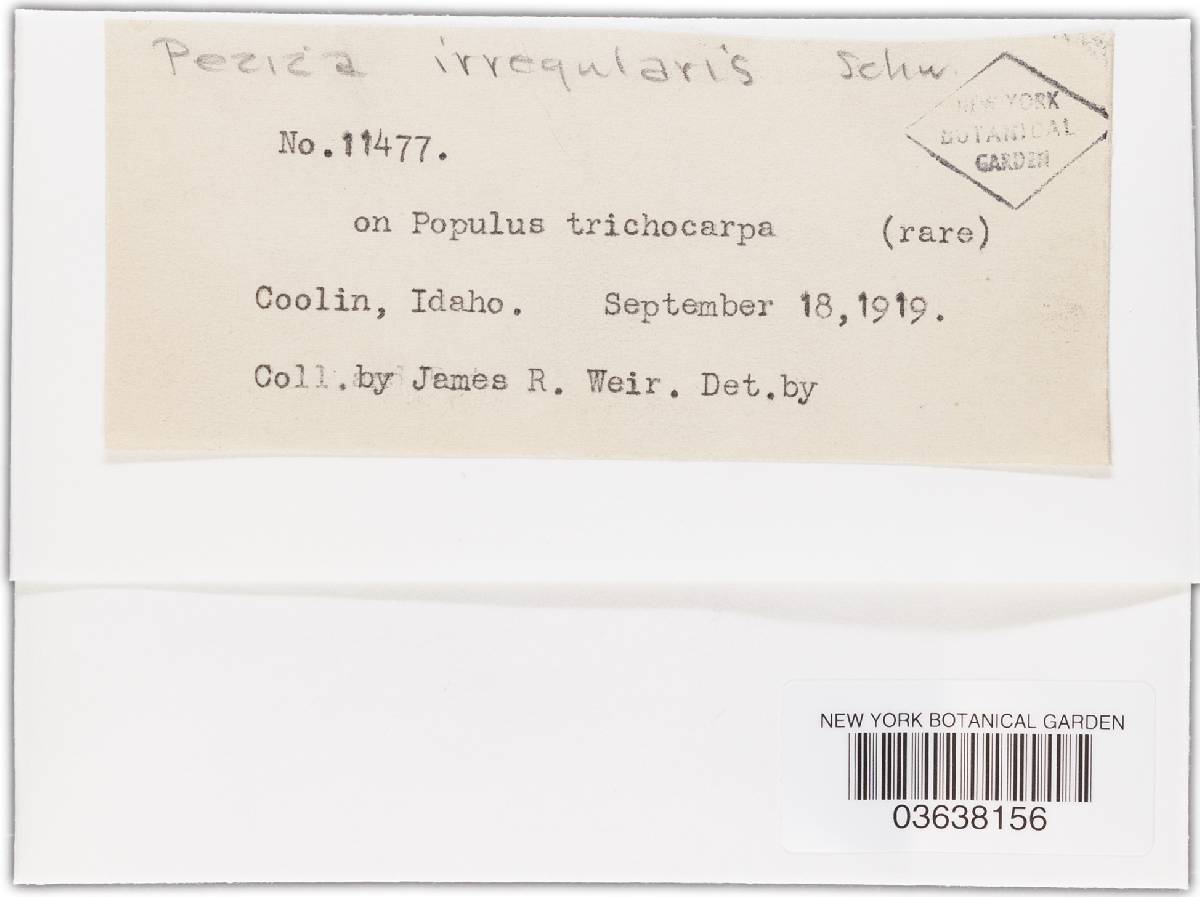 Peziza irregularis Schw.
NEW YORK
BOTANICAL
GARDEN
No.11477.
on Populus trichocarpa (rare)
Coolin, Idaho. September 18,1919.
Coll.by James R. Weir. Det.by
NEW YORK BOTANICAL GARDEN
03638156